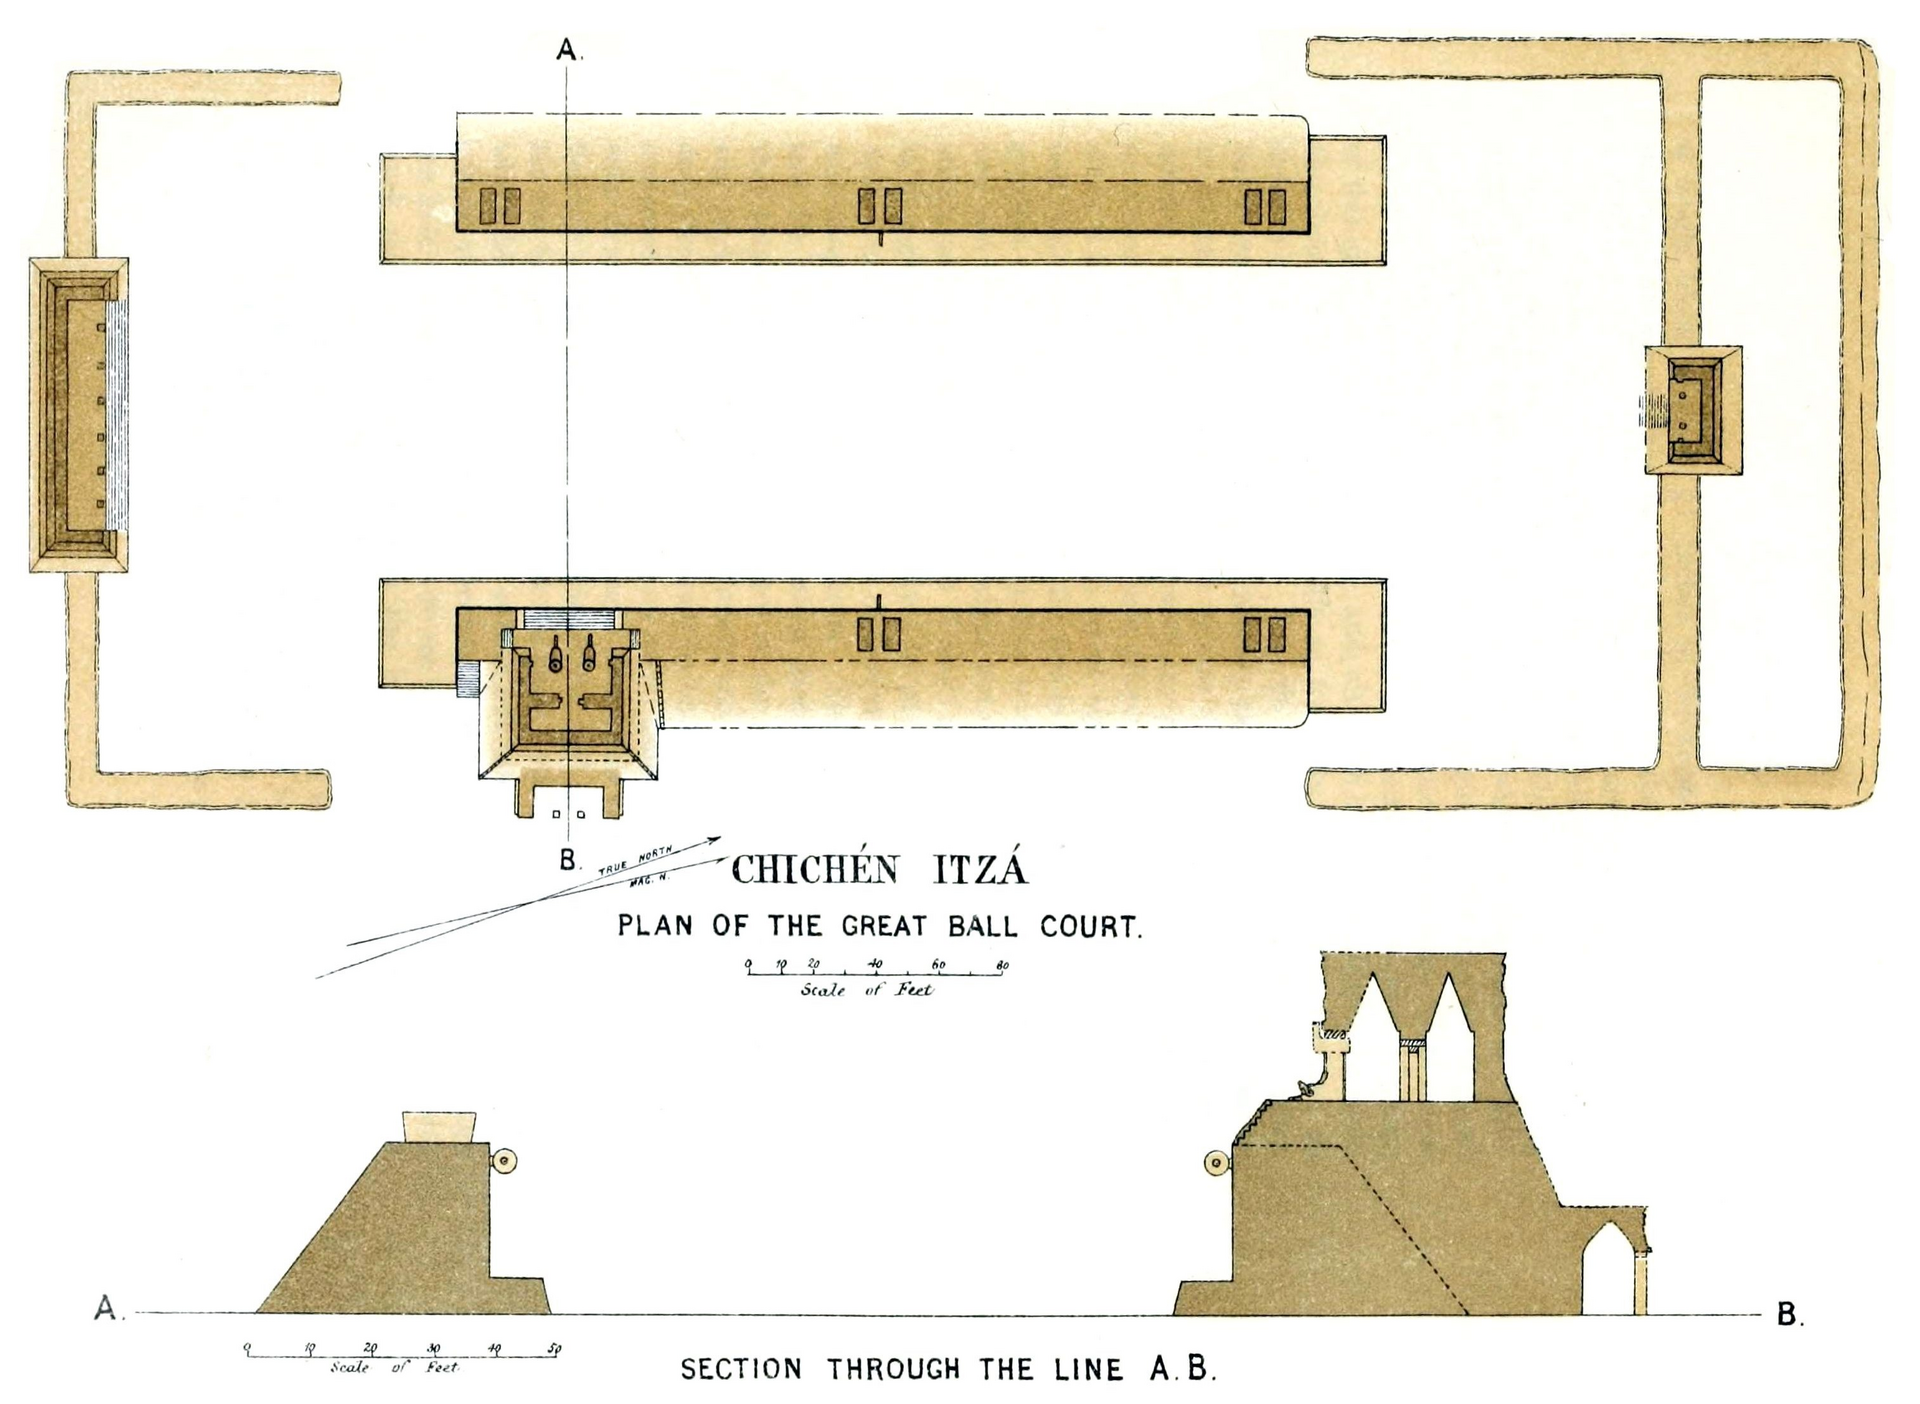 A.
B.
TRUE NORTH
MAG. N.
CHICHÉN ITZÁ
PLAN OF THE GREAT BALL COURT.
0 10 20 40 60 80
Scale of Feet
A.
B.
0 10 20 30 40 50
Scale of Feet
SECTION THROUGH THE LINE A.B.